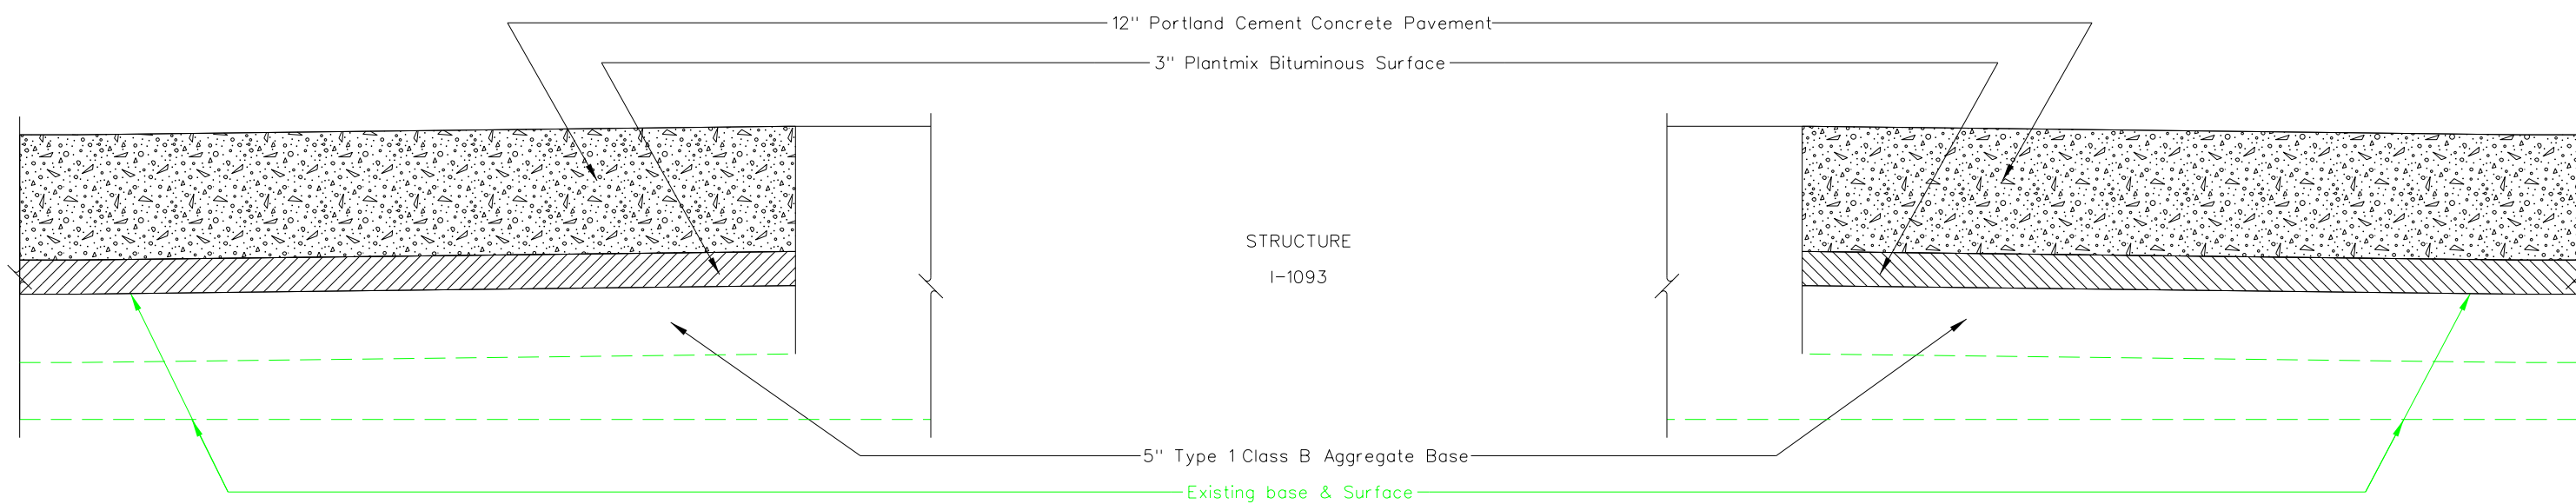 12" Portland Cement Concrete Pavement
3" Plantmix Bituminous Surface
STRUCTURE
I-1093
5" Type 1 Class B Aggregate Base
Existing base & Surface